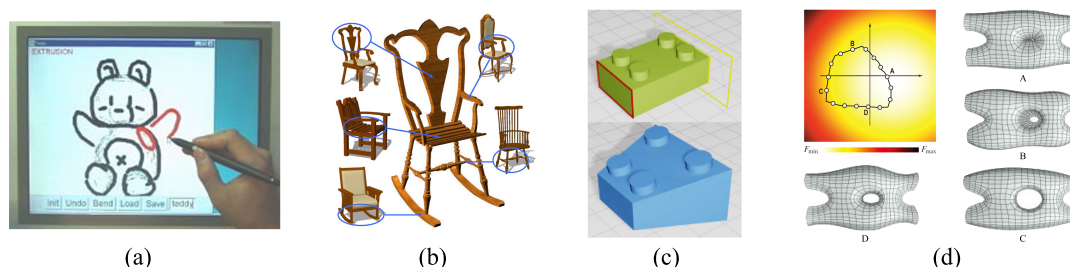 EXTRUSION
Init Undo Bend Load Save teddy
B
A
C
D
Fmin Fmax
A
B
D
C
(a) (b) (c) (d)